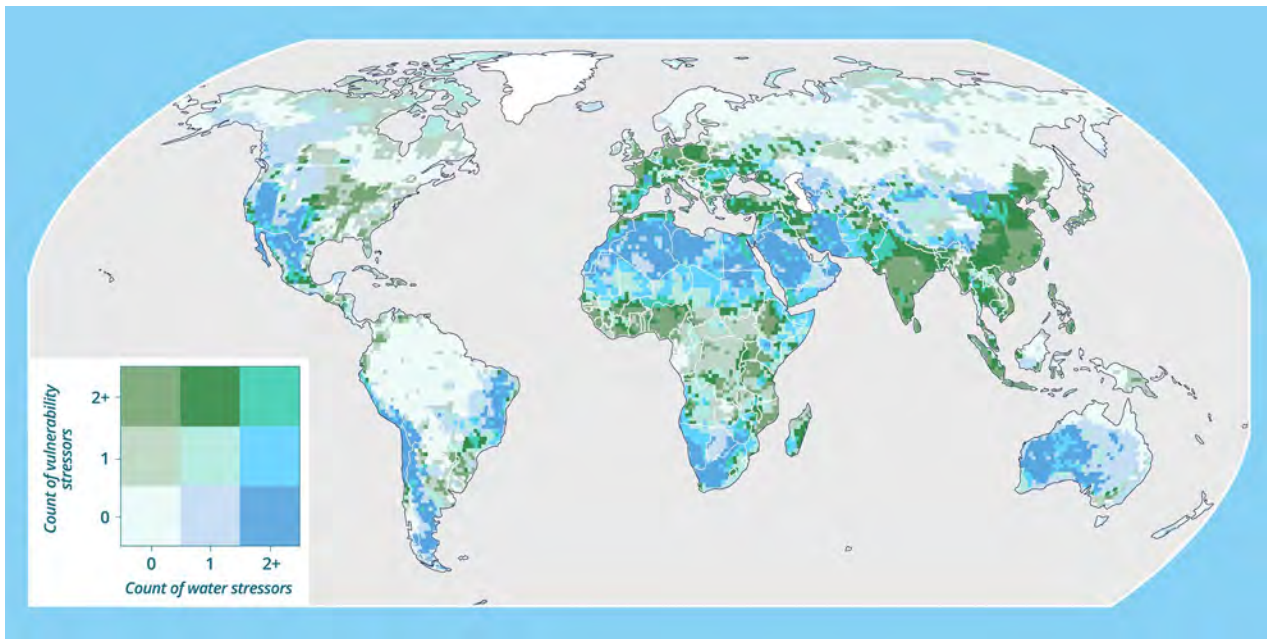 Count of vulnerability
stressors
2+
1
0
0 1 2+
Count of water stressors